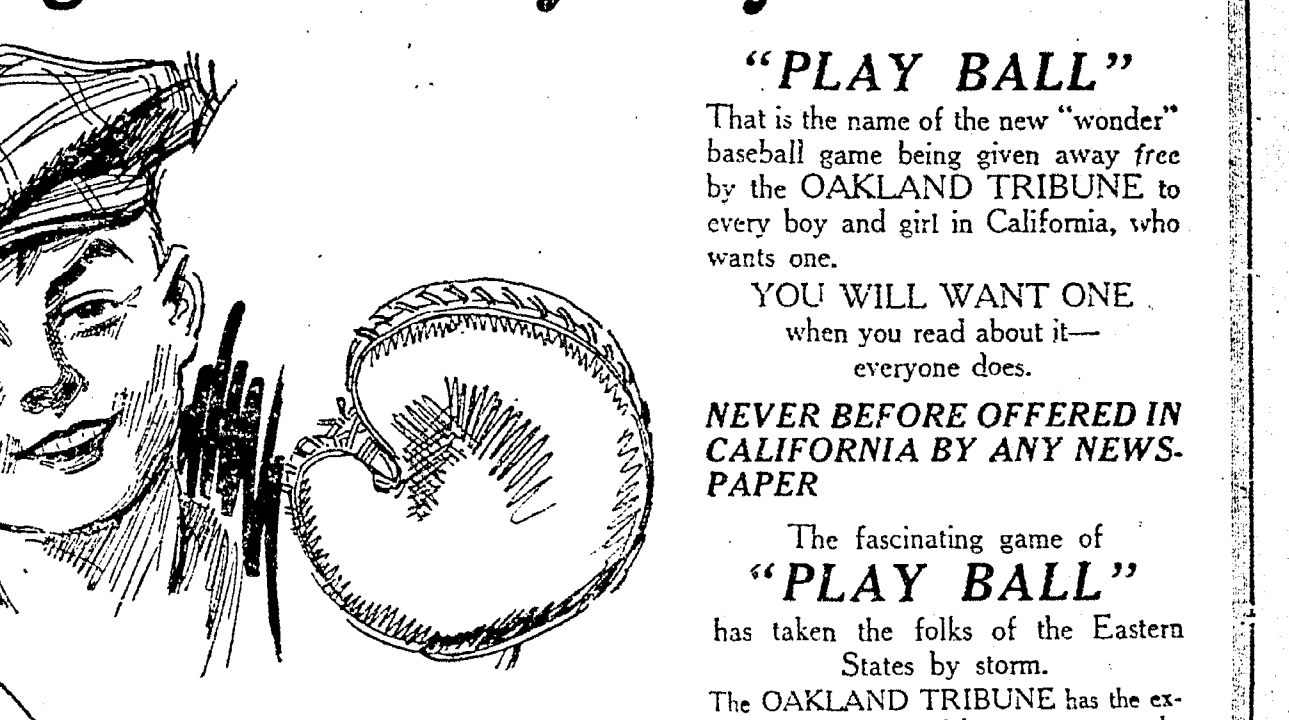 "PLAY BALL"
That is the name of the new "wonder"
baseball game being given away free
by the OAKLAND TRIBUNE to
every boy and girl in California, who
wants one.
YOU WILL WANT ONE
when you read about it—
everyone does.
NEVER BEFORE OFFERED IN
CALIFORNIA BY ANY NEWS-
PAPER
The fascinating game of
"PLAY BALL"
has taken the folks of the Eastern
States by storm.
The OAKLAND TRIBUNE has the ex-